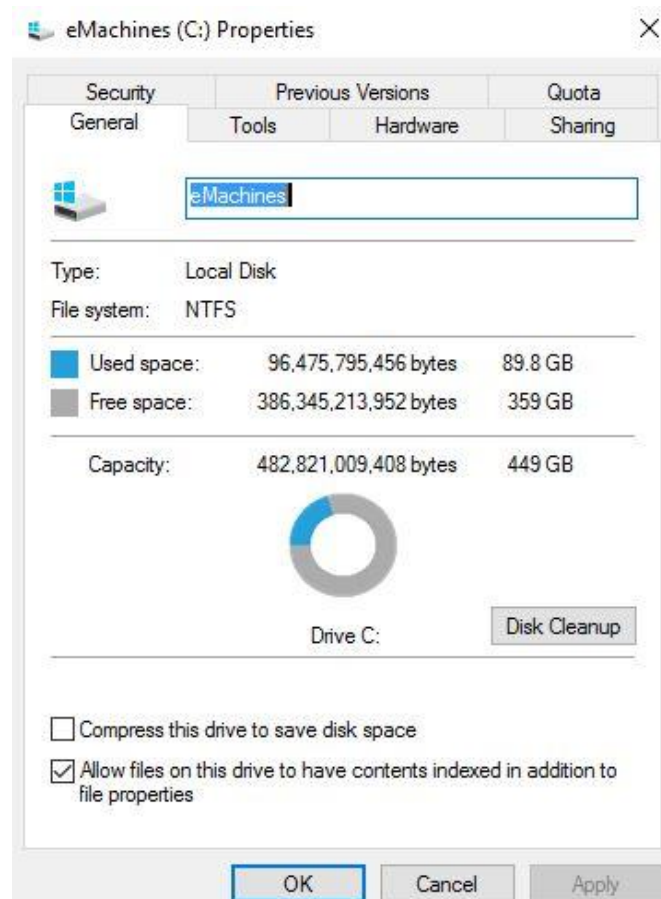 eMachines (C:) Properties
Security Previous Versions Quota
General Tools Hardware Sharing
eMachines
Type: Local Disk
File system: NTFS
Used space: 96,475,795,456 bytes 89.8 GB
Free space: 386,345,213,952 bytes 359 GB
Capacity: 482,821,009,408 bytes 449 GB
Drive C: Disk Cleanup
Compress this drive to save disk space
Allow files on this drive to have contents indexed in addition to
file properties
OK Cancel Apply